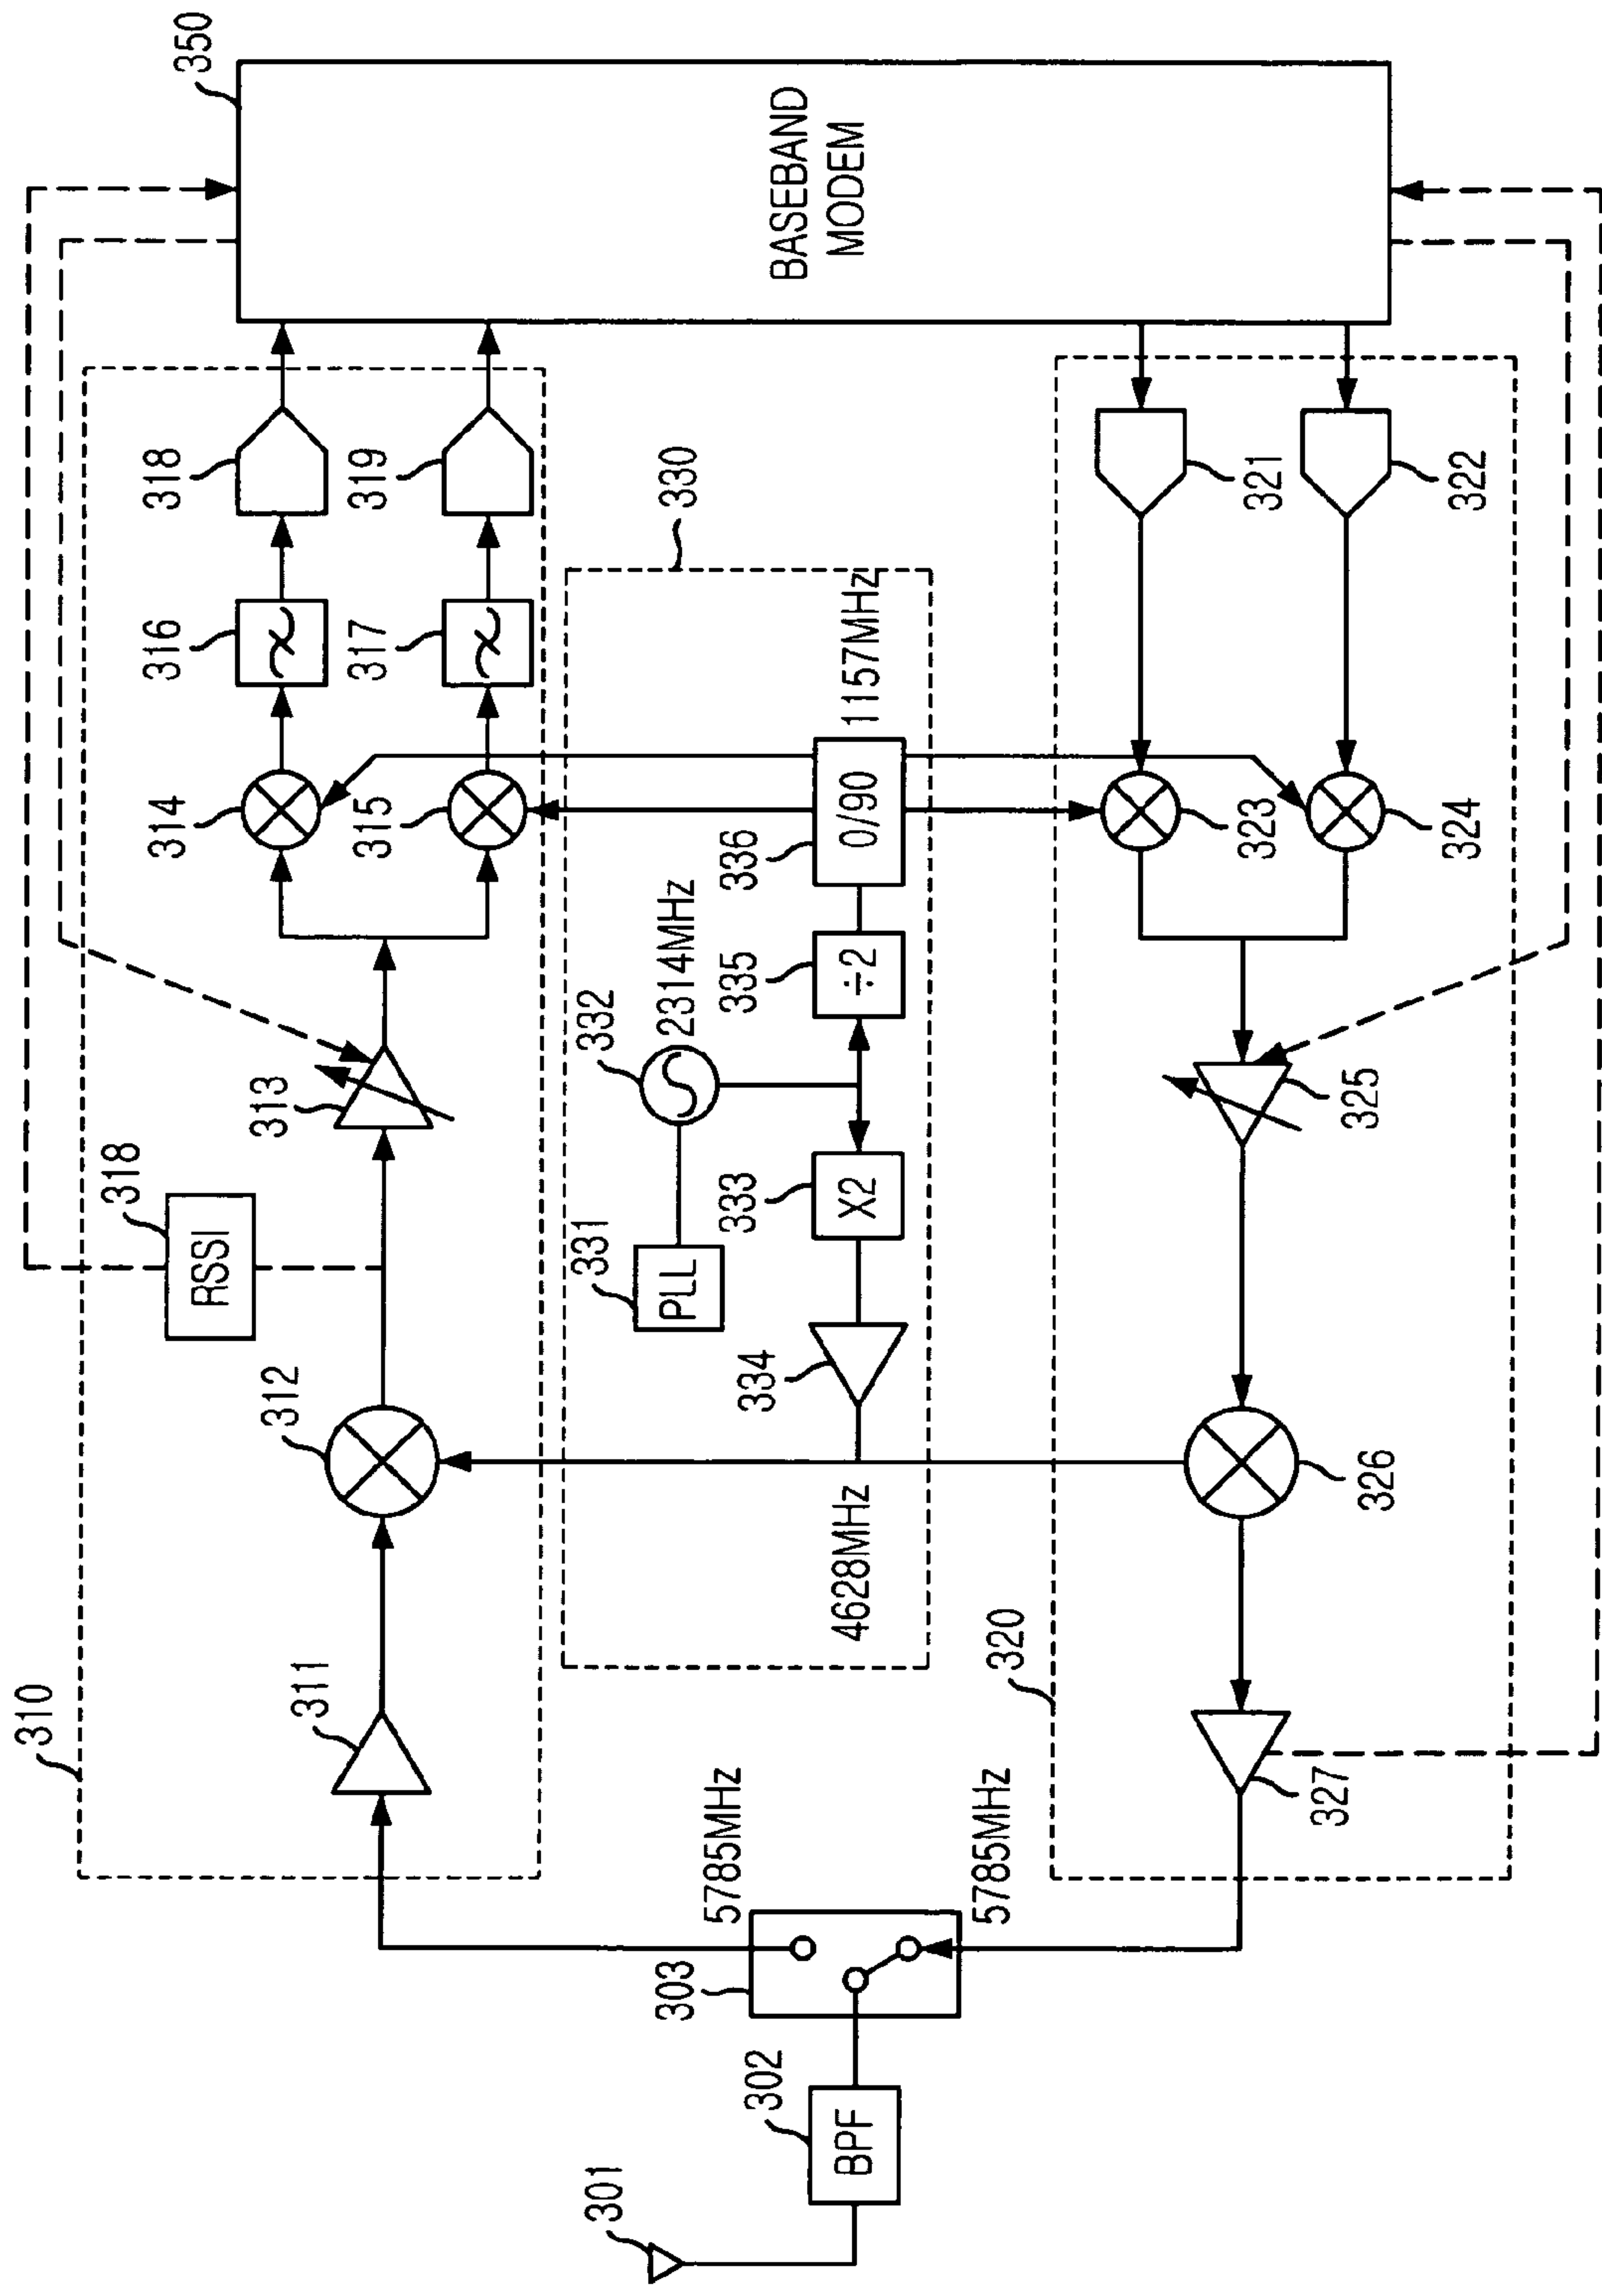 350
BASEBAND
MODEM
318
319
316
317
314
315
313
318
RSSI
312
311
310
330
1157MHz
0/90
336
÷2
335
2314MHz
332
X2
333
331
PLL
334
4628MHz
321
322
323
324
325
326
327
320
5785MHz
5785MHz
303
302
BPF
301